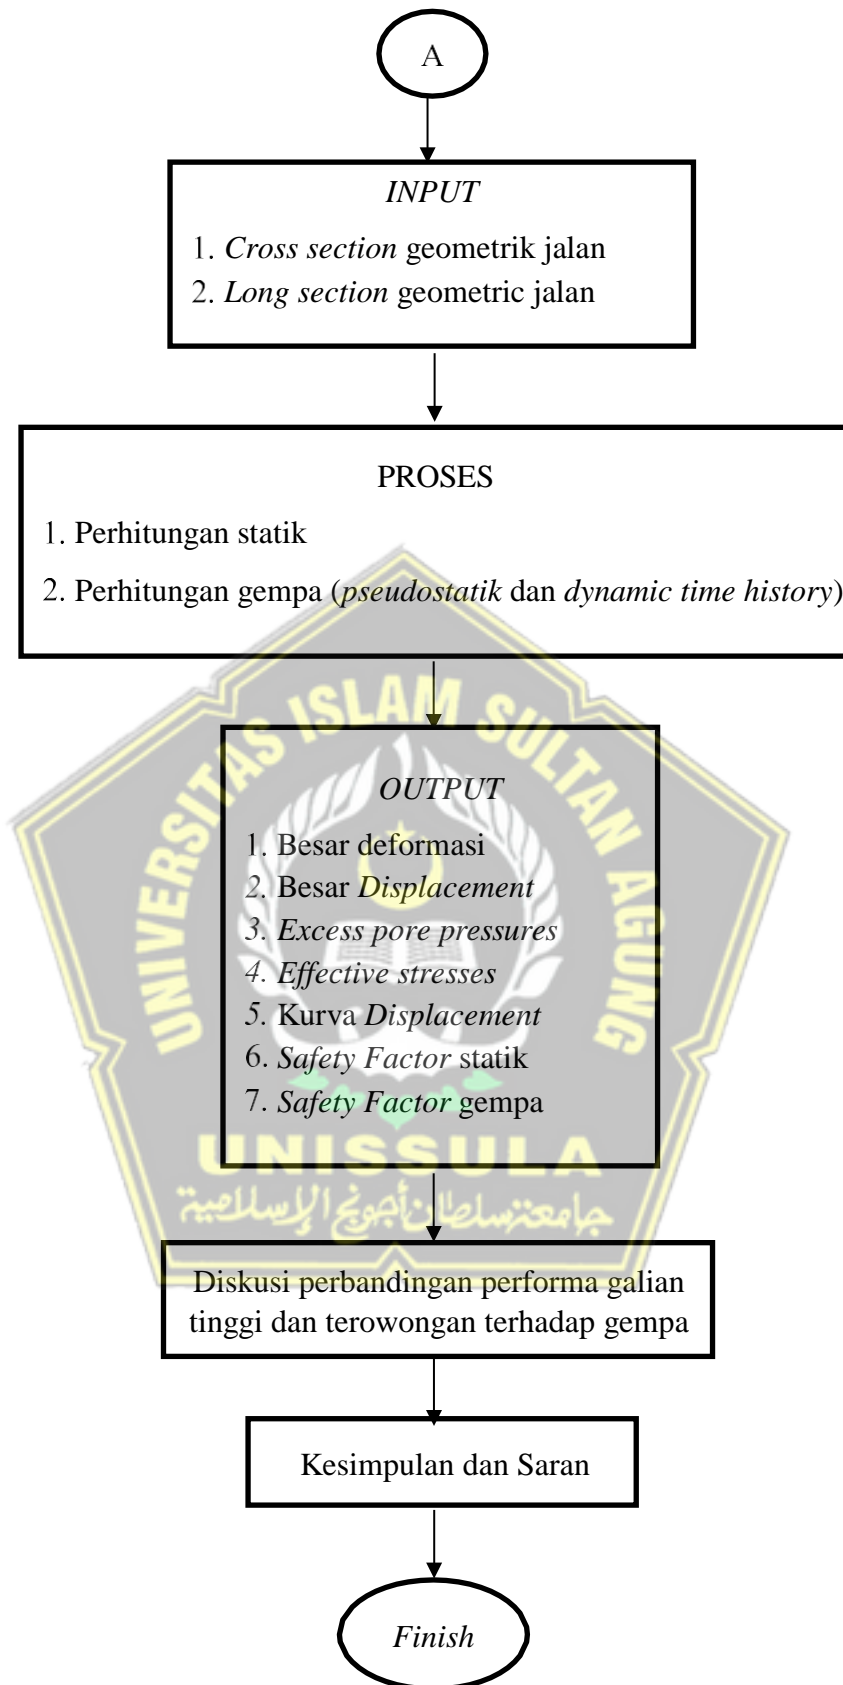 A
INPUT
1. Cross section geometrik jalan
2. Long section geometric jalan
PROSES
1. Perhitungan statik
2. Perhitungan gempa (pseudostatik dan dynamic time history)
OUTPUT
1. Besar deformasi
2. Besar Displacement
3. Excess pore pressures
4. Effective stresses
5. Kurva Displacement
6. Safety Factor statik
7. Safety Factor gempa
UNIVERSITAS ISLAM SULTAN AGUNG
UNISSULA
جامعة سلطان أجونج الإسلامية
Diskusi perbandingan performa galian
tinggi dan terowongan terhadap gempa
Kesimpulan dan Saran
Finish